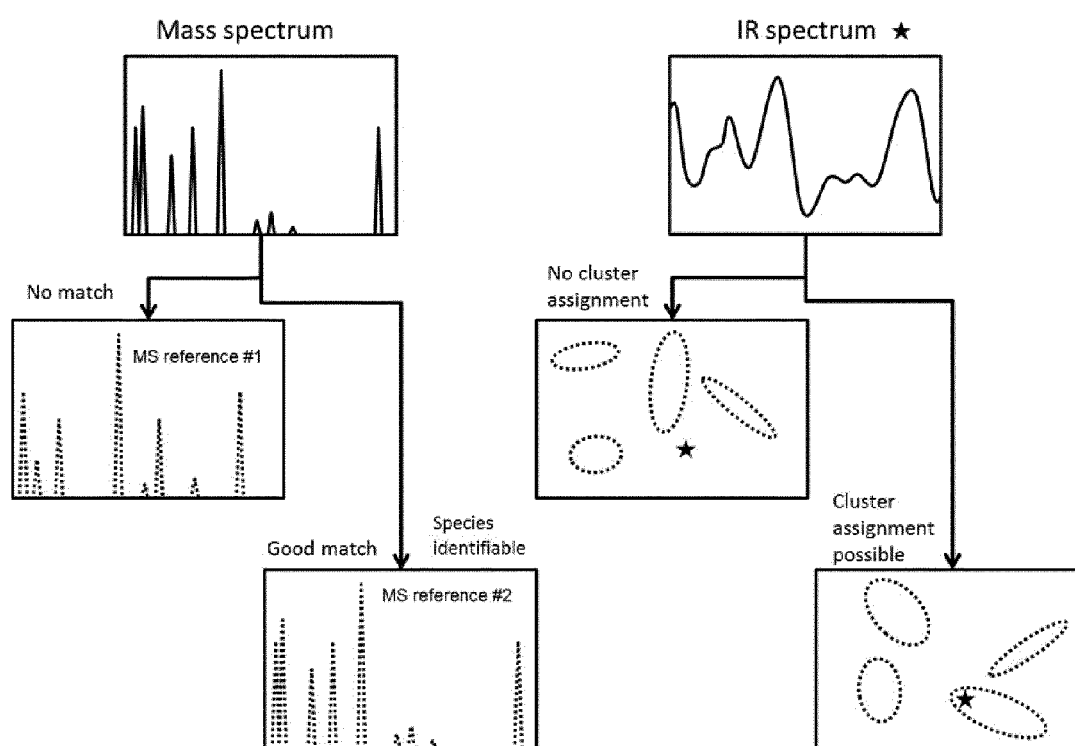 Mass spectrum
IR spectrum ★
No match
No cluster
assignment
MS reference #1
Good match
Species
identifiable
MS reference #2
Cluster
assignment
possible